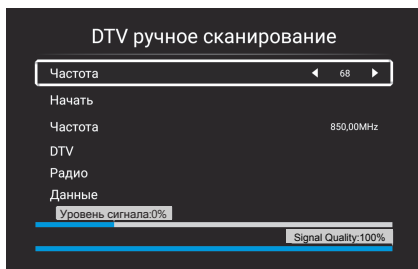 DTV ручное сканирование
Частота 68
Начать
Частота 850,00MHz
DTV
Радио
Данные
Уровень сигнала:0%
Signal Quality:100%